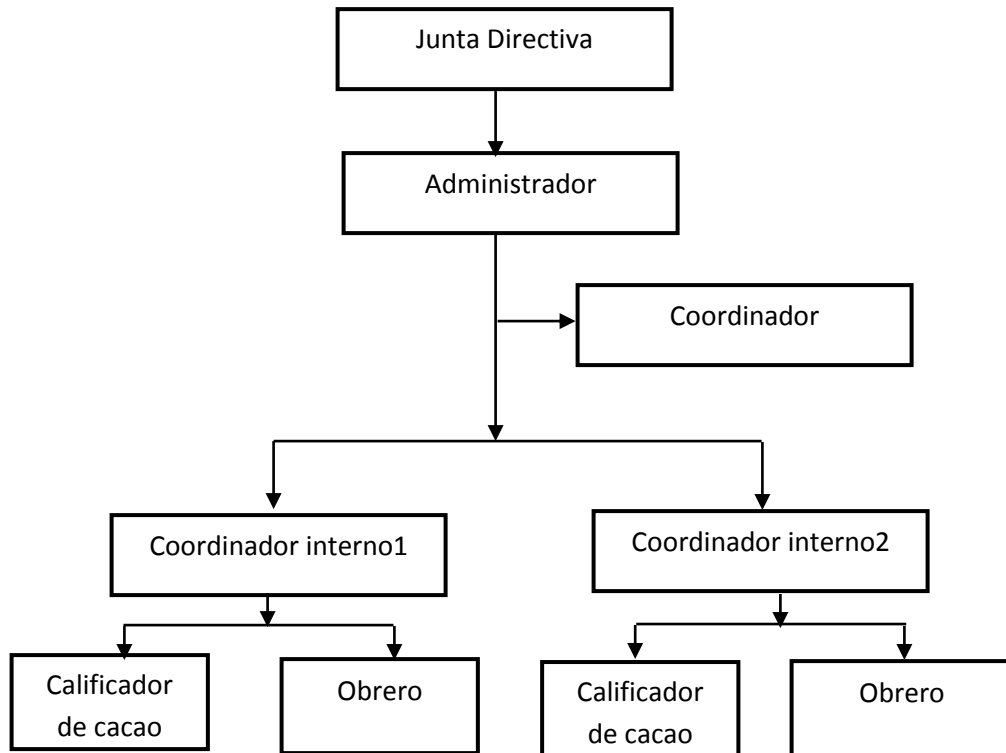 Junta Directiva
Administrador
Coordinador
Coordinador interno1
Coordinador interno2
Calificador
de cacao
Obrero
Calificador
de cacao
Obrero